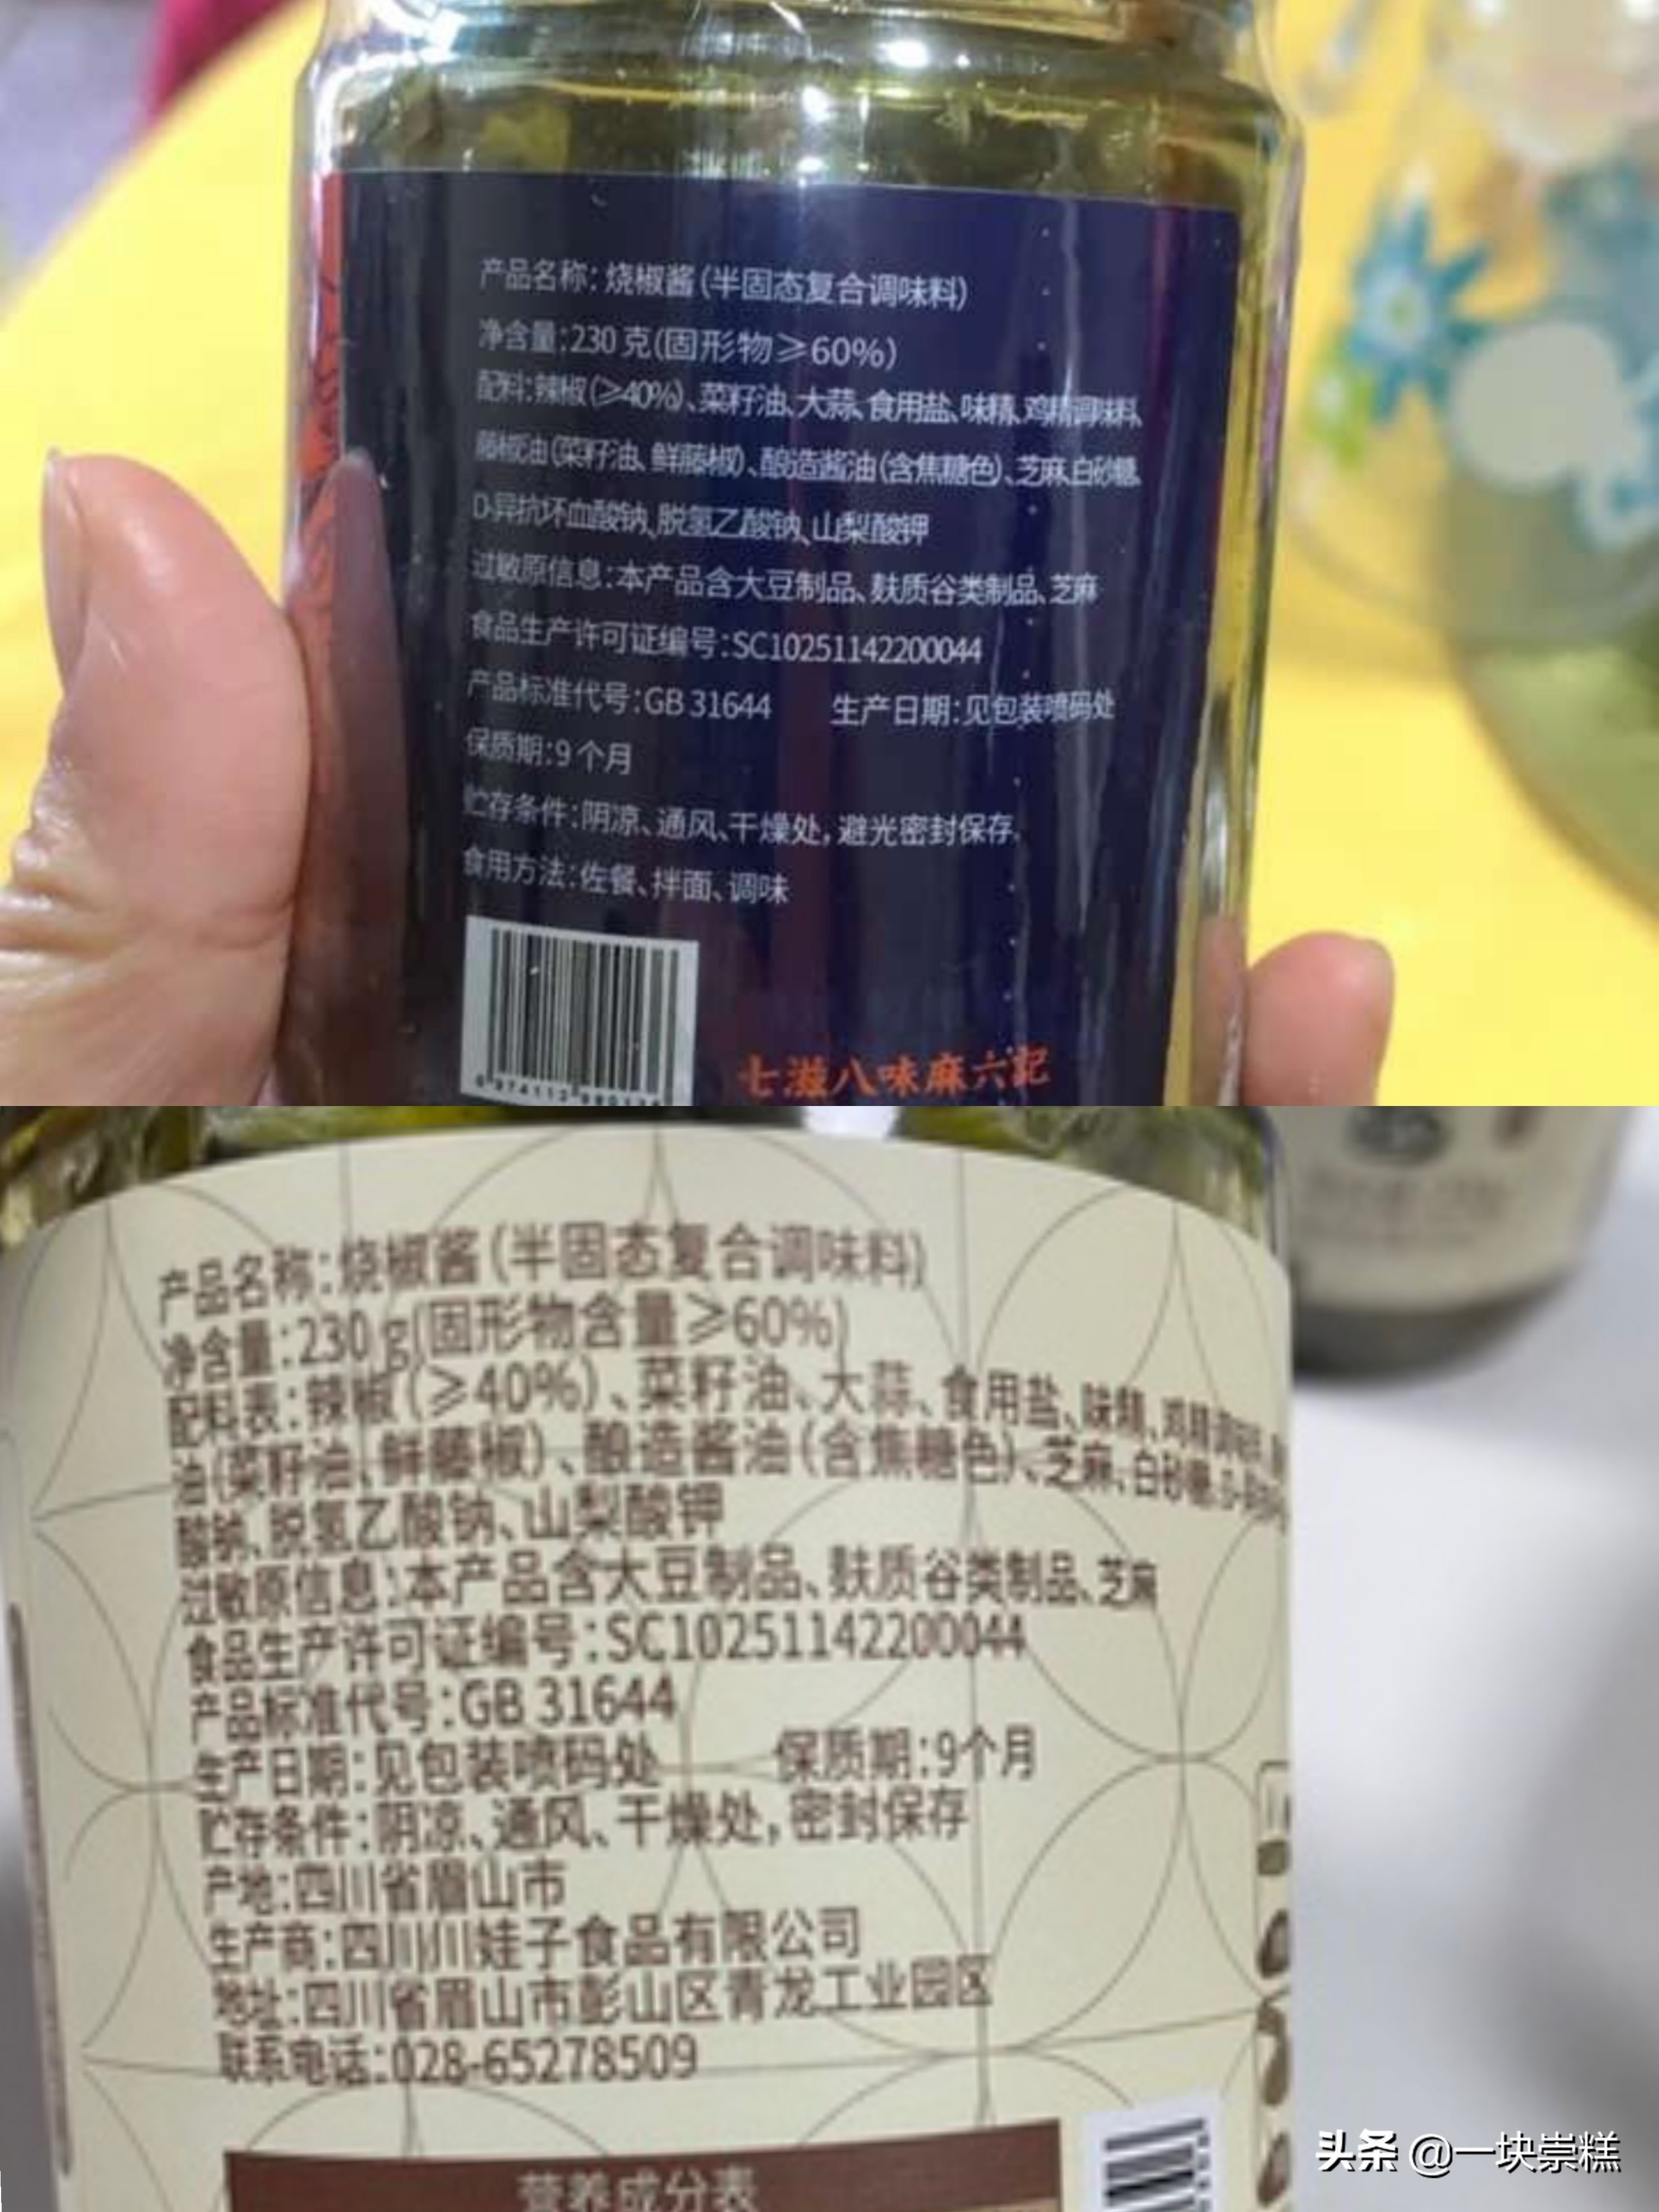 产品名称：烧椒酱(半固态复合调味料)
净含量：230克(固形物≥60%)
配料：辣椒(≥40%)、菜籽油、大蒜、食用盐、味精、鸡精调味料、
藤椒油(菜籽油、鲜藤椒)、酿造酱油(含焦糖色)、芝麻、白砂糖、
D-异抗坏血酸钠、脱氢乙酸钠、山梨酸钾
过敏原信息：本产品含大豆制品、麸质谷类制品、芝麻
食品生产许可证编号：SC10251142200044
产品标准代号：GB 31644 生产日期：见包装喷码处
保质期：9个月
贮存条件：阴凉、通风、干燥处，避光密封保存。
食用方法：佐餐、拌面、调味
七滋八味麻六記
产品名称：烧椒酱(半固态复合调味料)
净含量：230 g(固形物含量≥60%)
配料表：辣椒(≥40%)、菜籽油、大蒜、食用盐、味精、鸡精调味料、
油(菜籽油、鲜藤椒)、酿造酱油(含焦糖色)、芝麻、白砂糖、
酸钠、脱氢乙酸钠、山梨酸钾
过敏原信息：本产品含大豆制品、麸质谷类制品、芝麻
食品生产许可证编号：SC10251142200044
产品标准代号：GB 31644
生产日期：见包装喷码处 保质期：9个月
贮存条件：阴凉、通风、干燥处，密封保存
产地：四川省眉山市
生产商：四川川娃子食品有限公司
地址：四川省眉山市彭山区青龙工业园区
联系电话：028-65278509
营养成分表
头条 @一块崇糕